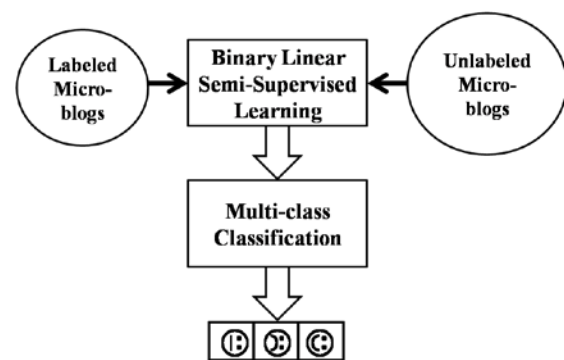 Labeled
Micro-
blogs
Binary Linear
Semi-Supervised
Learning
Unlabeled
Micro-
blogs
Multi-class
Classification